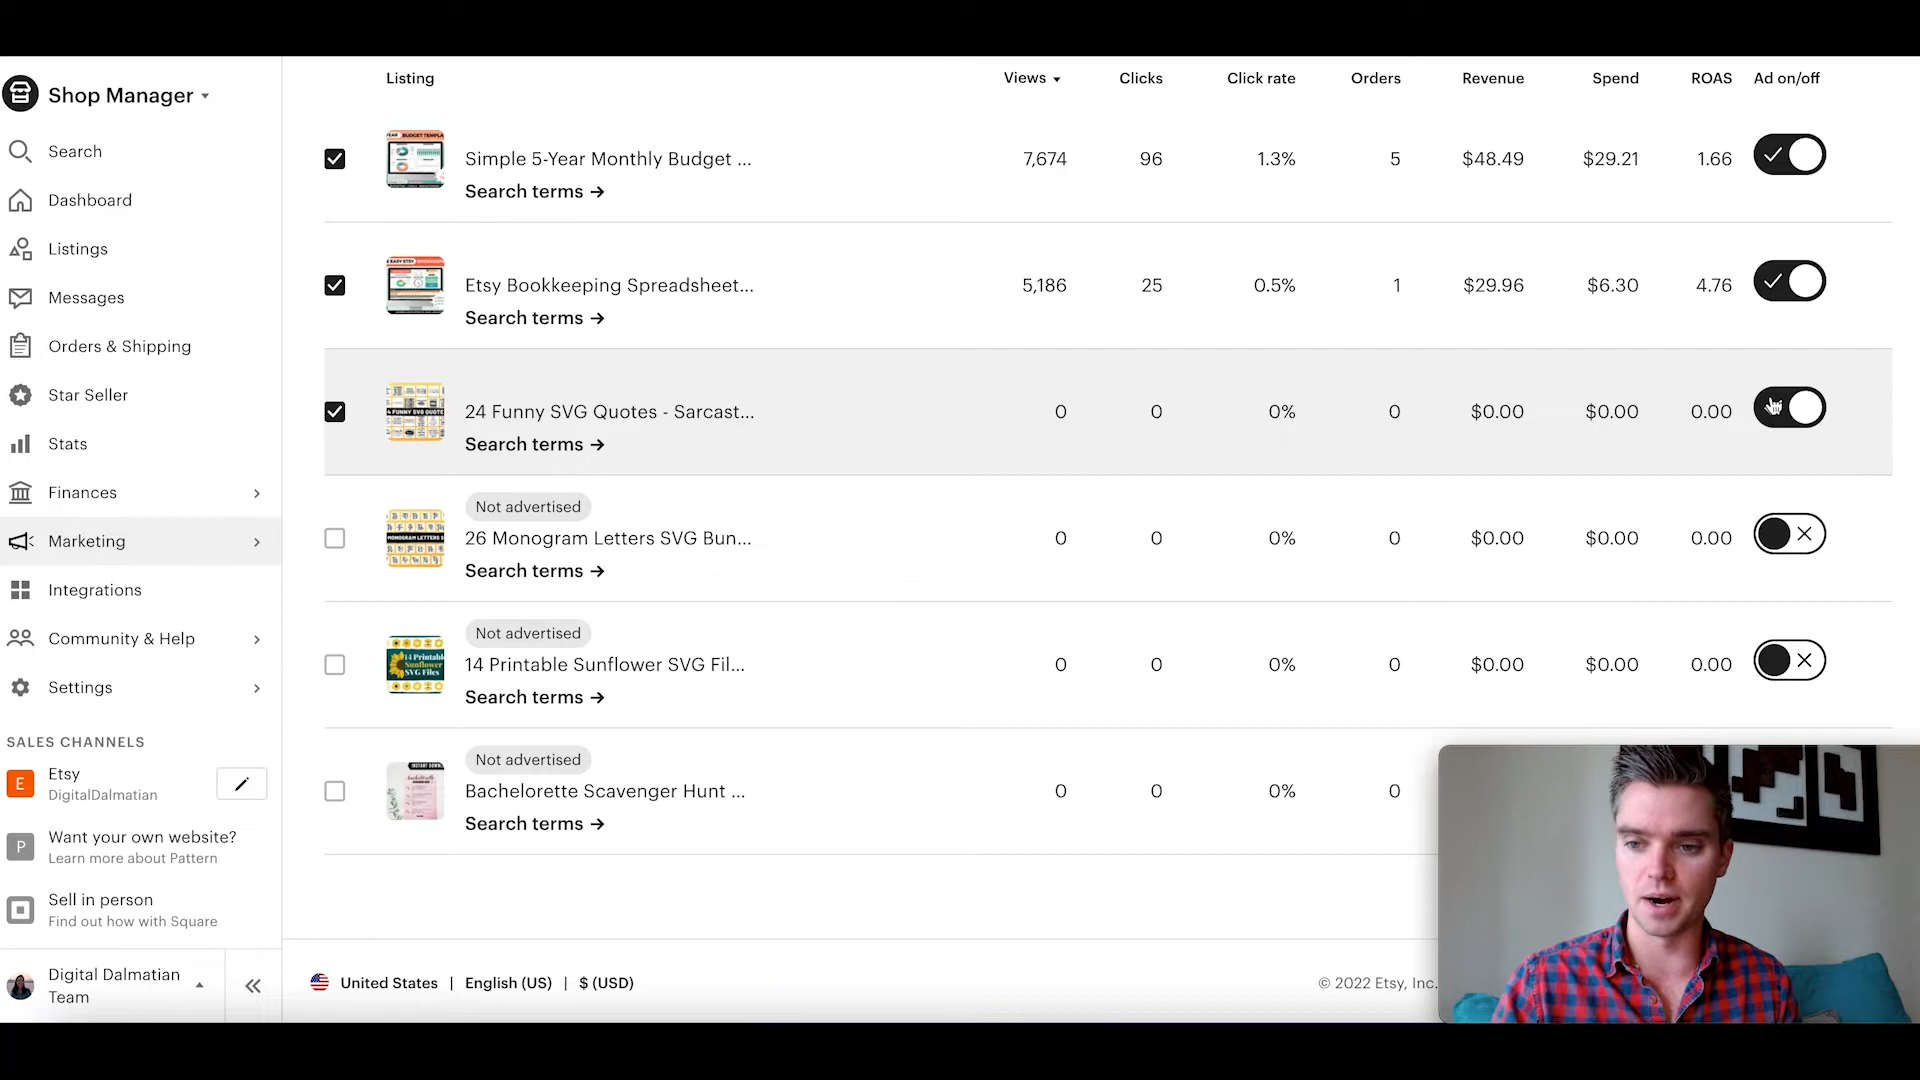 Shop Manager
Search
Dashboard
Listings
Messages
Orders & Shipping
Star Seller
Stats
Finances
Marketing
Integrations
Community & Help
Settings
SALES CHANNELS
E
Etsy
DigitalDalmatian
P
Want your own website?
Learn more about Pattern
Sell in person
Find out how with Square
Digital Dalmatian
Team
Listing Views Clicks Click rate Orders Revenue Spend ROAS Ad on/off
Simple 5-Year Monthly Budget ... 7,674 96 1.3% 5 $48.49 $29.21 1.66
Search terms →
Etsy Bookkeeping Spreadsheet... 5,186 25 0.5% 1 $29.96 $6.30 4.76
Search terms →
24 Funny SVG Quotes - Sarcast... 0 0 0% 0 $0.00 $0.00 0.00
Search terms →
Not advertised
26 Monogram Letters SVG Bun... 0 0 0% 0 $0.00 $0.00 0.00
Search terms →
Not advertised
14 Printable
Sunflower
SVG Files
14 Printable Sunflower SVG Fil... 0 0 0% 0 $0.00 $0.00 0.00
Search terms →
Not advertised
Bachelorette Scavenger Hunt ... 0 0 0% 0
Search terms →
United States | English (US) | $ (USD)
© 2022 Etsy, Inc.